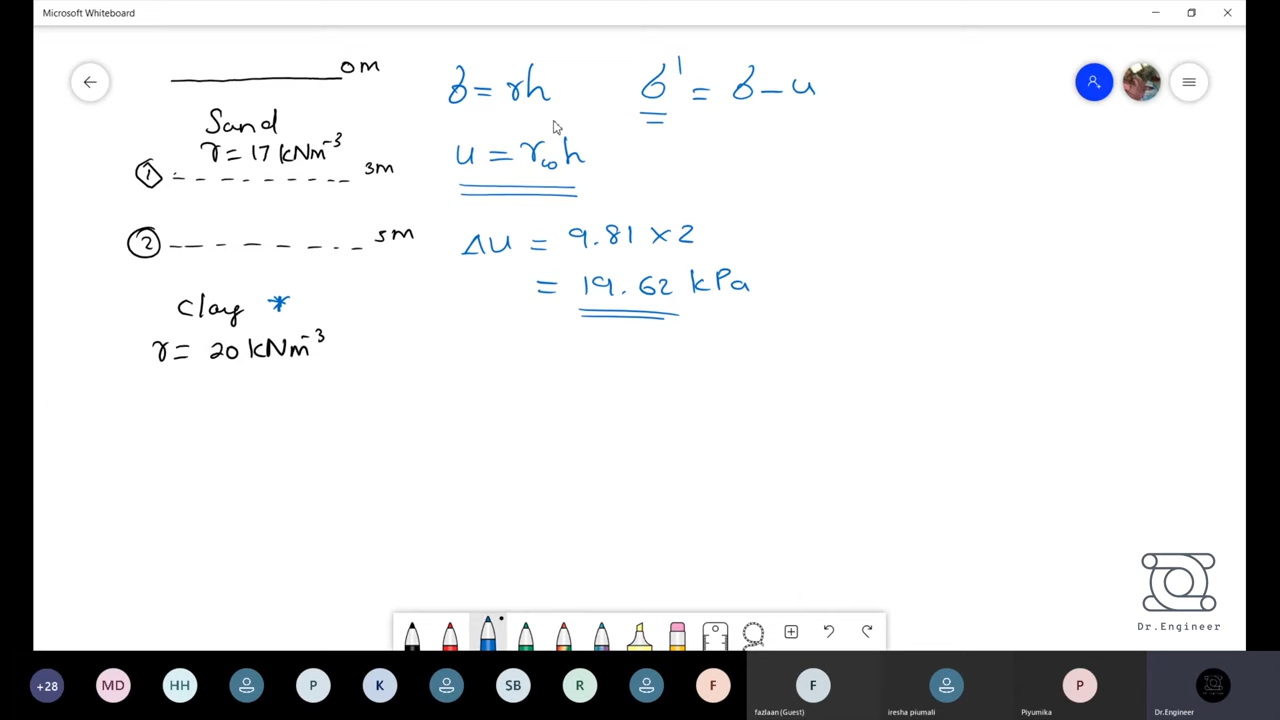 Microsoft Whiteboard
0m
Sand
γ = 17 kNm⁻³
① 3m
② 5m
Clay *
γ = 20 kNm⁻³
σ = γh
σ' = σ - u
u = γω h
Δu = 9.81 × 2
= 19.62 kPa
Dr.Engineer
+28
MD
HH
P
K
SB
R
F
F
P
fazlaan (Guest)
iresha piumali
Piyumika
Dr.Engineer